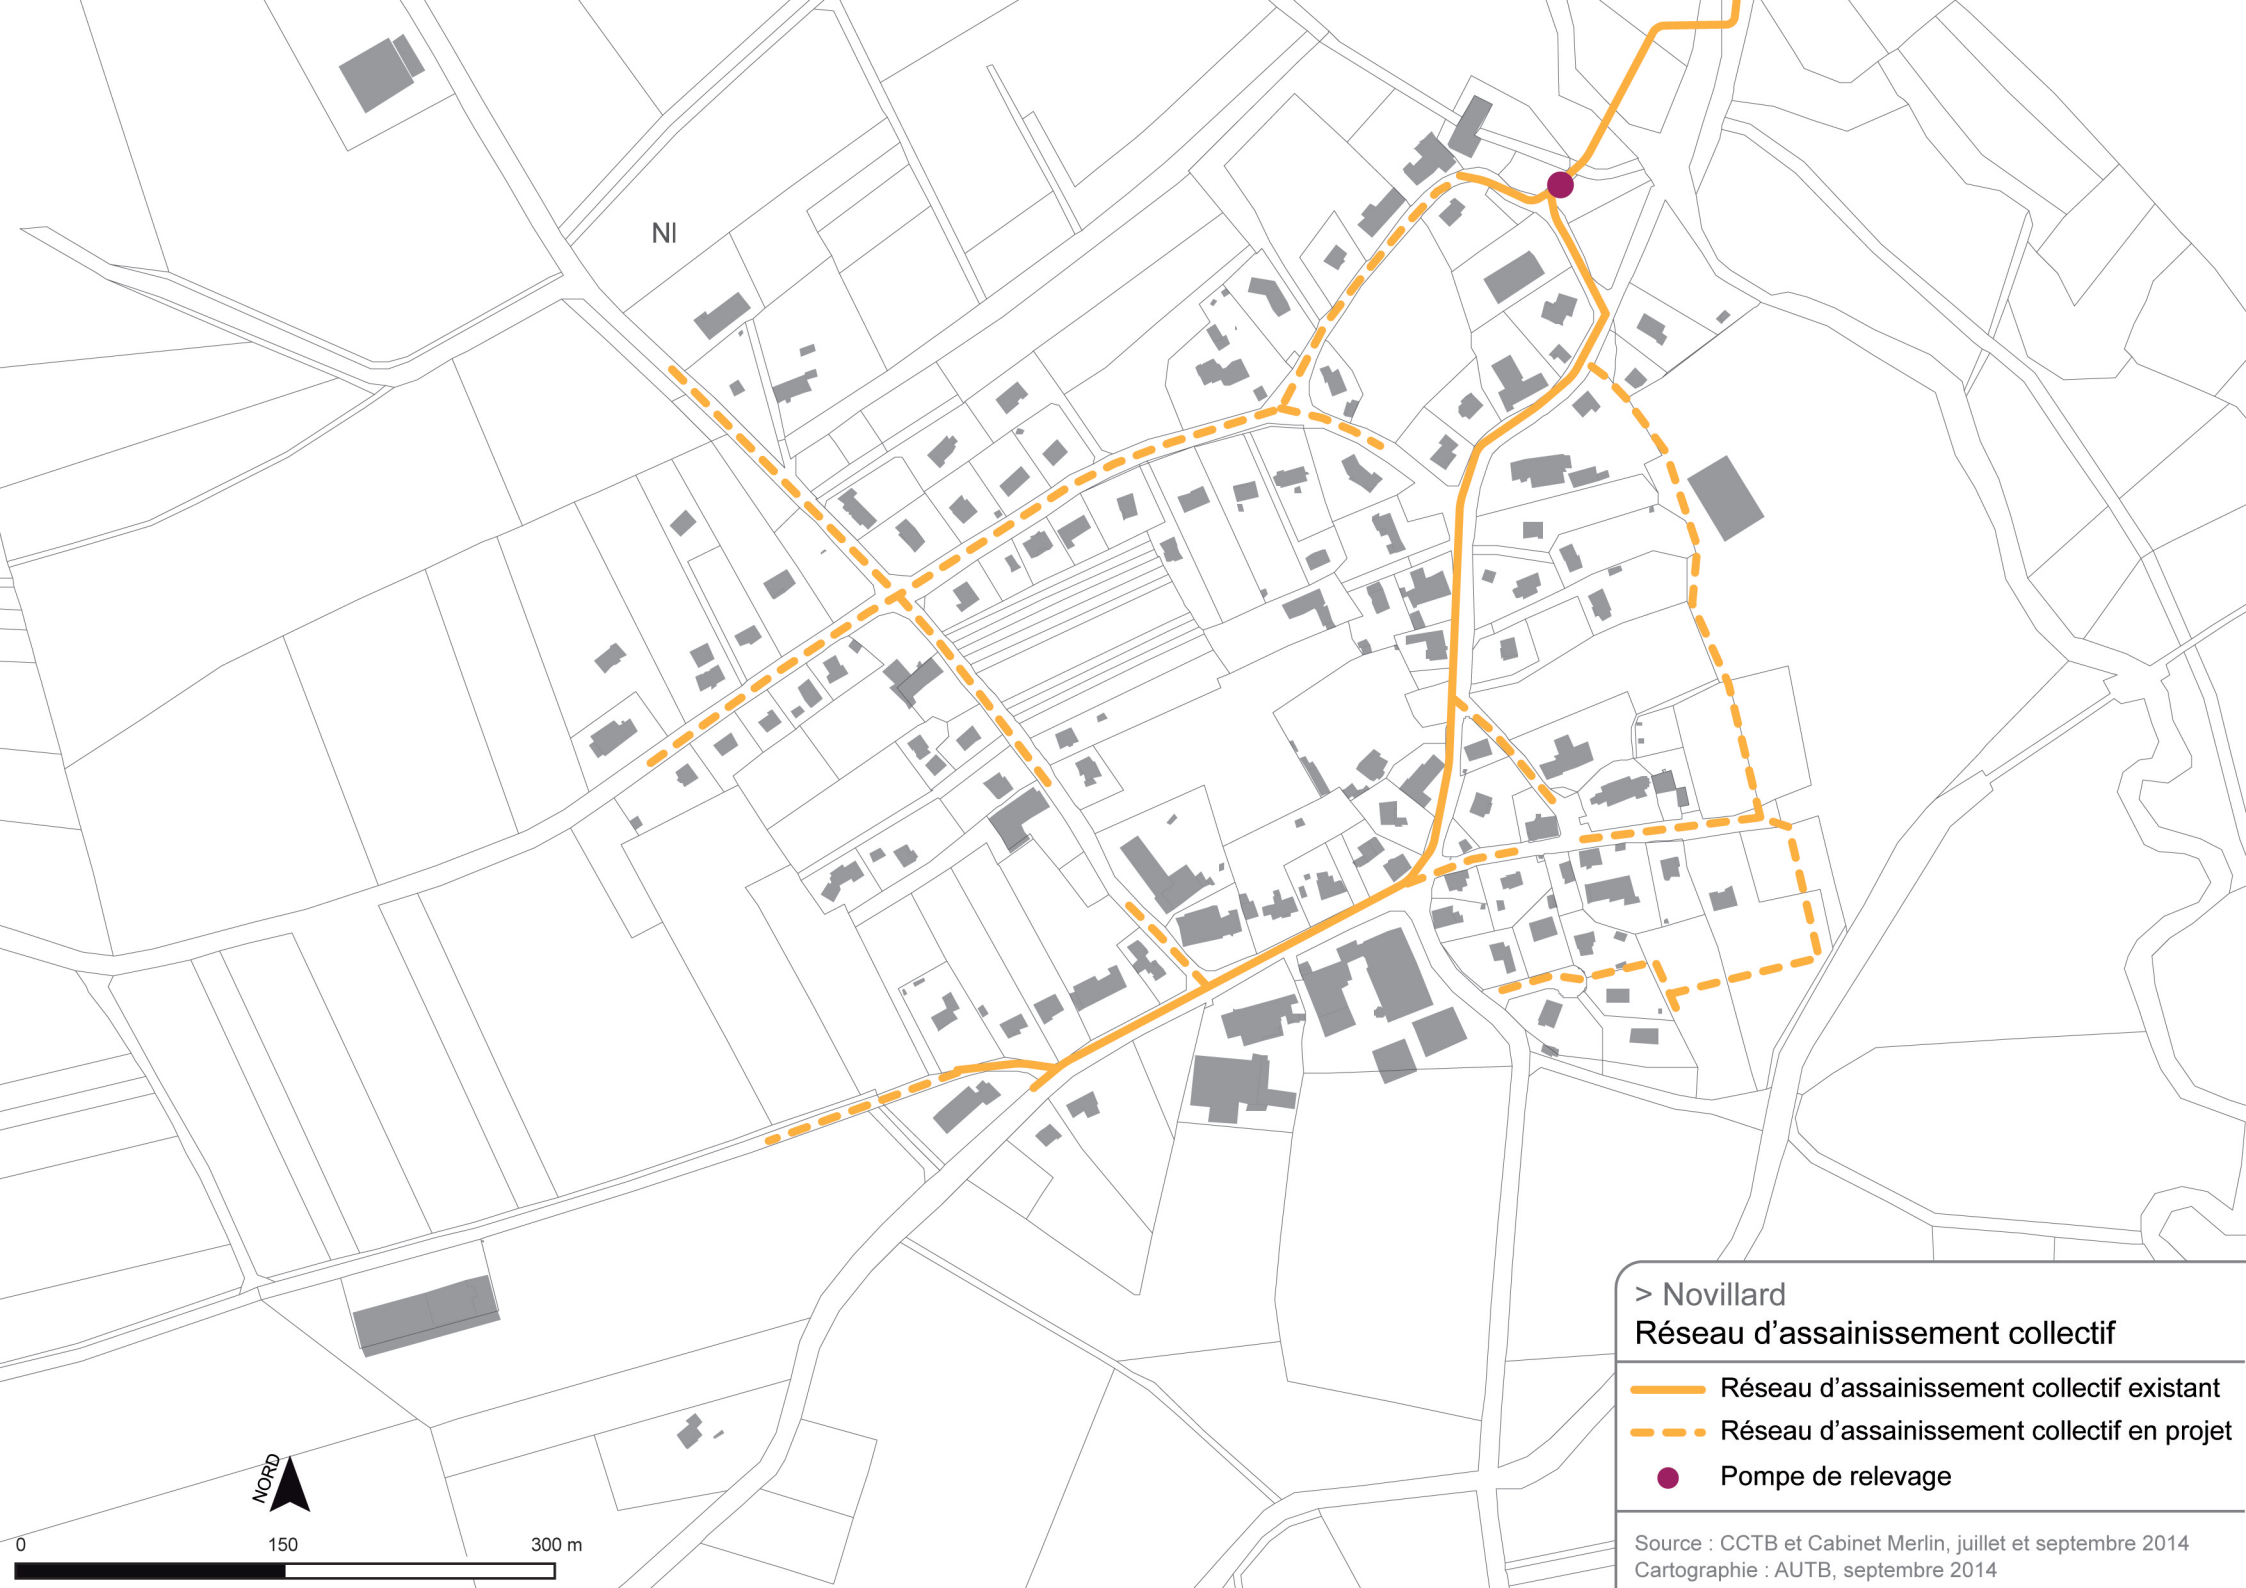 NI
> Novillard
Réseau d’assainissement collectif
Réseau d’assainissement collectif existant
Réseau d’assainissement collectif en projet
Pompe de relevage
Source : CCTB et Cabinet Merlin, juillet et septembre 2014
Cartographie : AUTB, septembre 2014
NORD
0 150 300 m